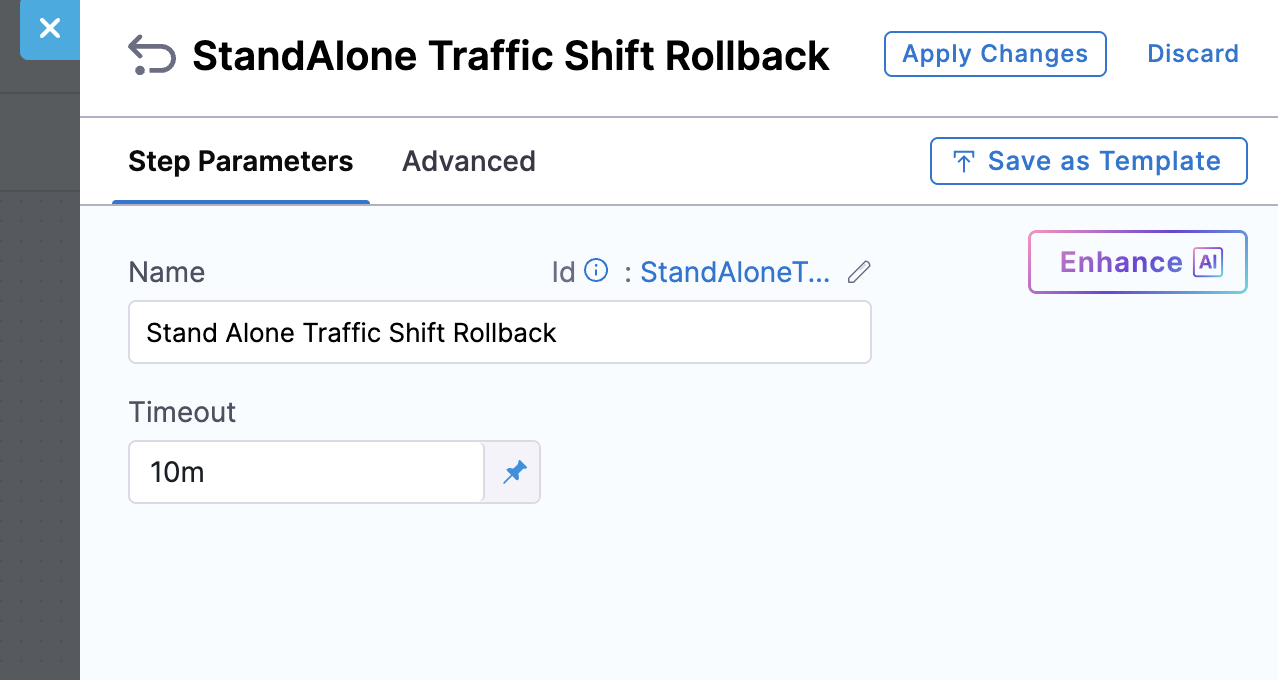 StandAlone Traffic Shift Rollback
Apply Changes
Discard
Step Parameters
Advanced
Save as Template
Name
Id : StandAloneT...
Enhance AI
Stand Alone Traffic Shift Rollback
Timeout
10m